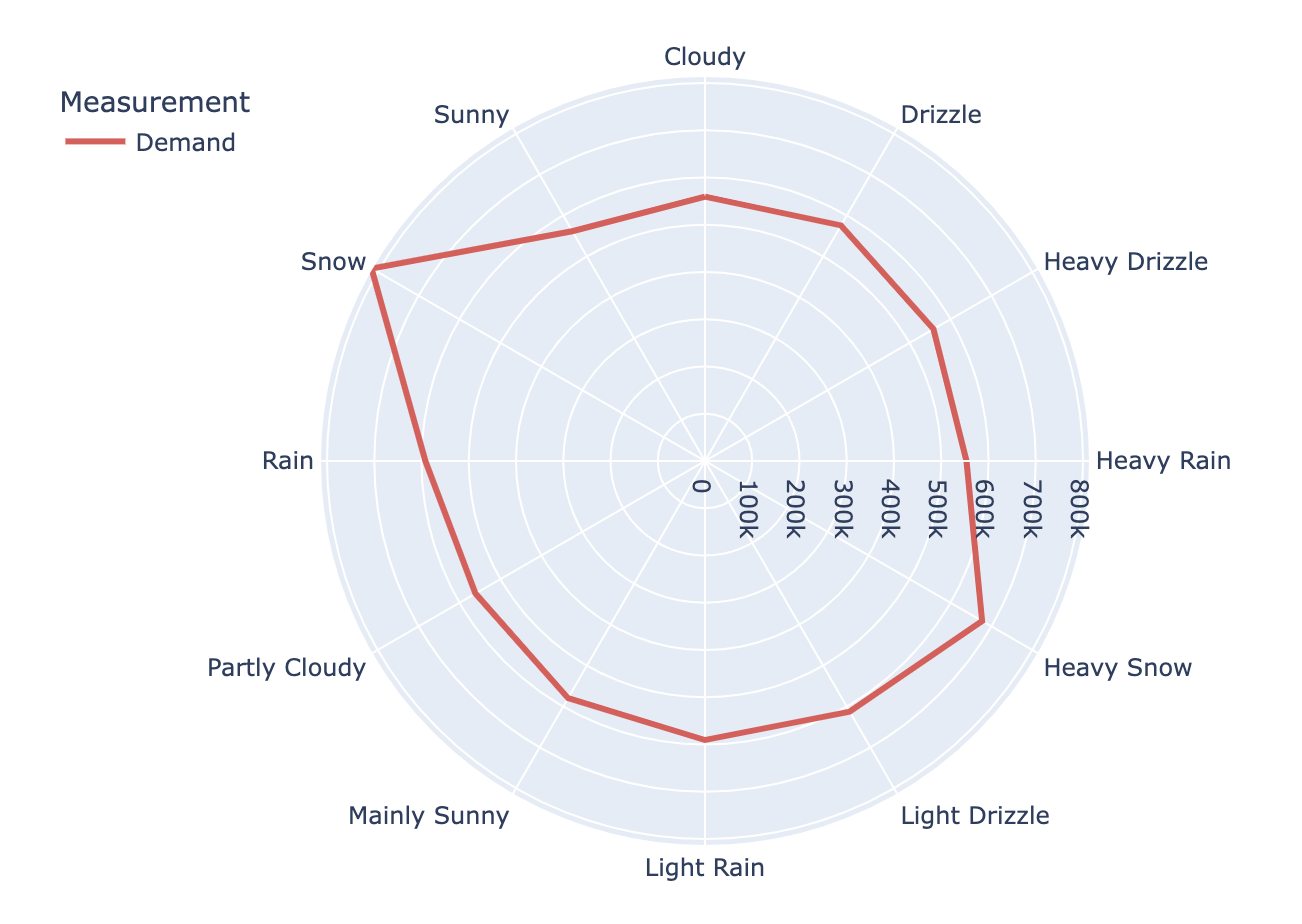 Measurement
Demand
Cloudy
Drizzle
Heavy Drizzle
Heavy Rain
Heavy Snow
Light Drizzle
Light Rain
Mainly Sunny
Partly Cloudy
Rain
Snow
Sunny
0
100k
200k
300k
400k
500k
600k
700k
800k